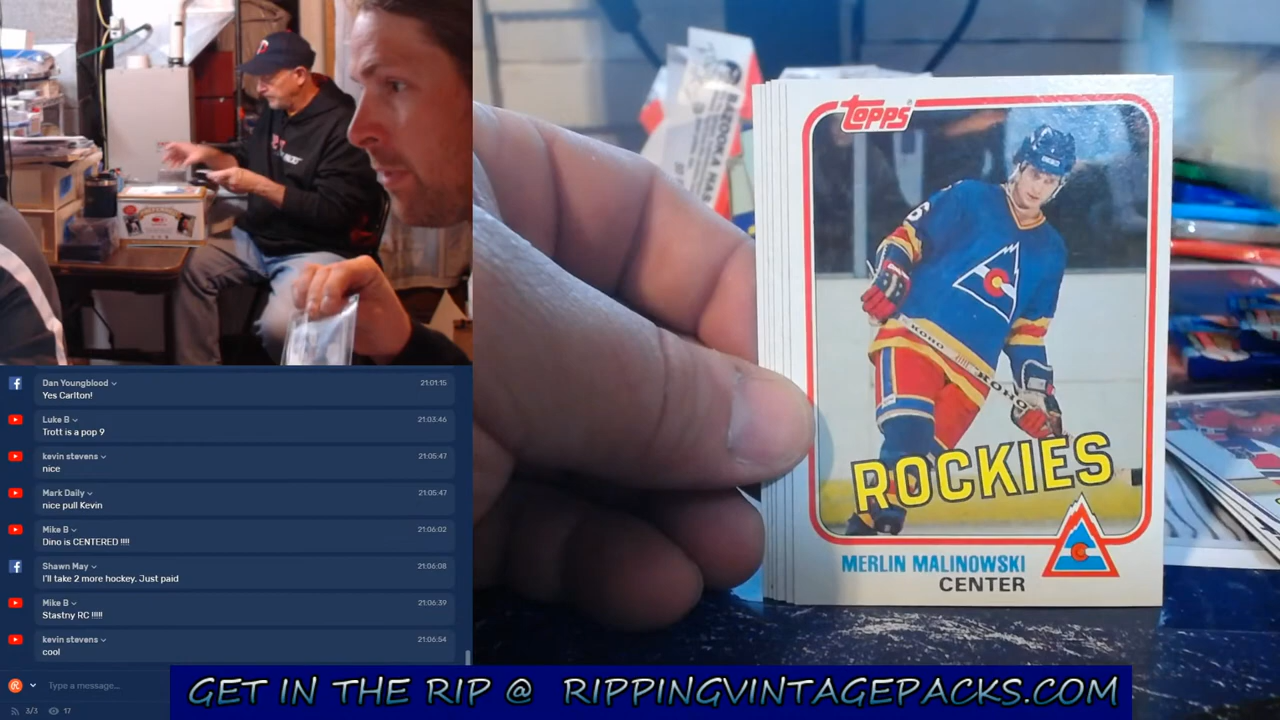 Dan Youngblood
21:01:15
Yes Carlton!
Luke B
21:03:46
Trott is a pop 9
kevin stevens
21:05:47
nice
Mark Daily
21:05:47
nice pull Kevin
Mike B
21:06:02
Dino is CENTERED !!!!
Shawn May
21:06:08
I'll take 2 more hockey. Just paid
Mike B
21:06:39
Stastny RC !!!!!
kevin stevens
21:06:54
cool
Type a message...
3/3
17
BAZOOKA
topps
6
KOHO
KOHO
ROCKIES
MERLIN MALINOWSKI
CENTER
GET IN THE RIP @ RIPPINGVINTAGEPACKS.COM